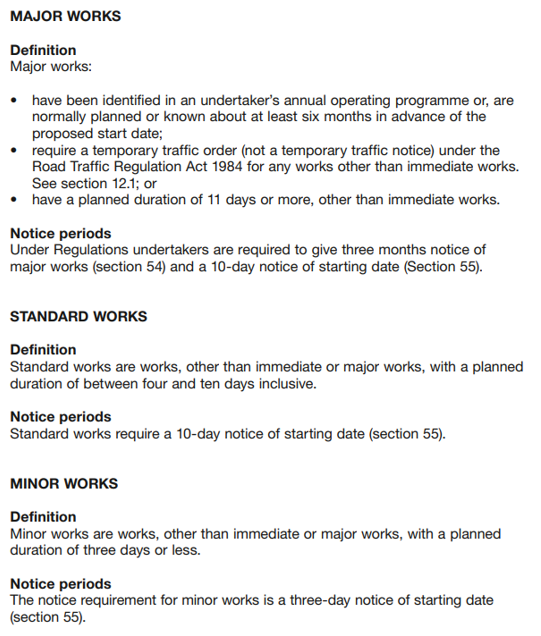 MAJOR WORKS
Definition
Major works:
• have been identified in an undertaker's annual operating programme or, are
normally planned or known about at least six months in advance of the
proposed start date;
• require a temporary traffic order (not a temporary traffic notice) under the
Road Traffic Regulation Act 1984 for any works other than immediate works.
See section 12.1; or
• have a planned duration of 11 days or more, other than immediate works.
Notice periods
Under Regulations undertakers are required to give three months notice of
major works (section 54) and a 10-day notice of starting date (Section 55).
STANDARD WORKS
Definition
Standard works are works, other than immediate or major works, with a planned
duration of between four and ten days inclusive.
Notice periods
Standard works require a 10-day notice of starting date (section 55).
MINOR WORKS
Definition
Minor works are works, other than immediate or major works, with a planned
duration of three days or less.
Notice periods
The notice requirement for minor works is a three-day notice of starting date
(section 55).